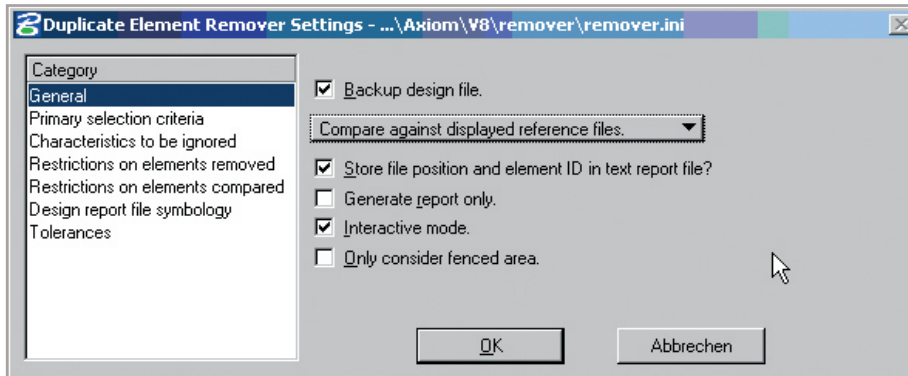 Duplicate Element Remover Settings - ...\Axiom\V8\remover\remover.ini
Category
General
Primary selection criteria
Characteristics to be ignored
Restrictions on elements removed
Restrictions on elements compared
Design report file symbology
Tolerances
Backup design file.
Compare against displayed reference files.
Store file position and element ID in text report file?
Generate report only.
Interactive mode.
Only consider fenced area.
OK
Abbrechen